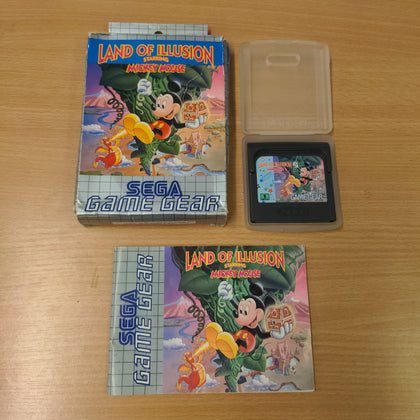 LAND OF ILLUSION
STARRING
MICKEY MOUSE
SEGA
GAME GEAR
ILLUSION
GAME GEAR
LAND OF ILLUSION
STARRING
MICKEY MOUSE
SEGA
GAME GEAR